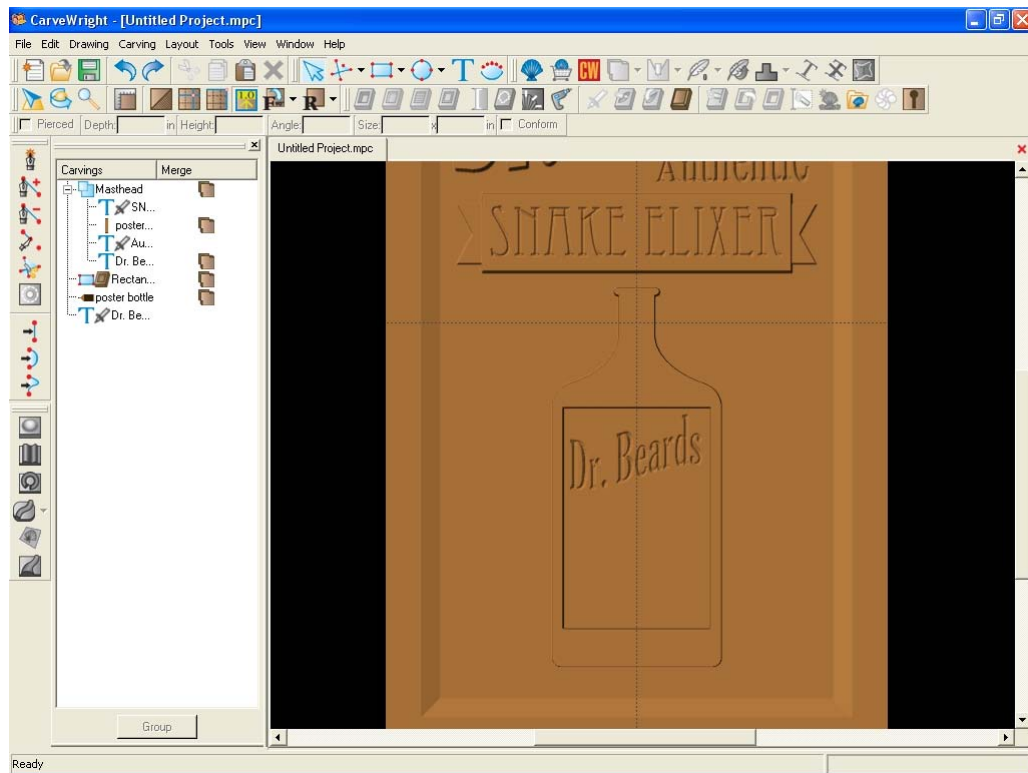 CarveWright - [Untitled Project.mpc]
File Edit Drawing Carving Layout Tools View Window Help
CW
F R
Pierced Depth: in Height: Angle: Size: x in Conform
Untitled Project.mpc
Carvings Merge
Masthead
SN...
poster...
Au...
Dr. Be...
Rectan...
poster bottle
Dr. Be...
Authentic
SNAKE ELIXER
Dr. Beards
Group
Ready